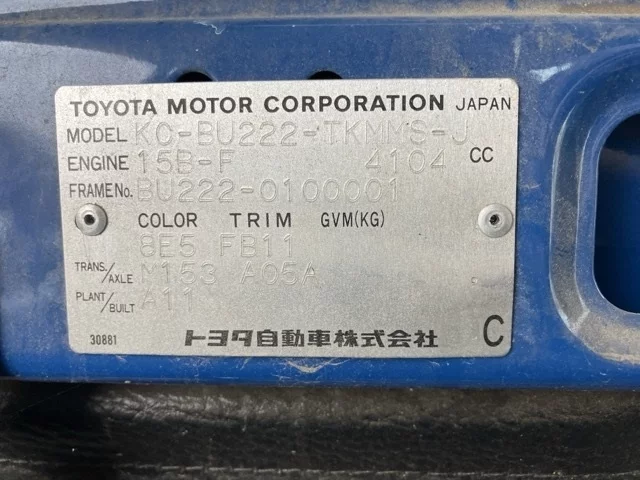 TOYOTA MOTOR CORPORATION JAPAN
MODEL KC-BU222-TKMMS-J
ENGINE 15B-F 4104 CC
FRAME No. BU222-0100001
COLOR TRIM GVM(KG)
8E5 FB11
TRANS./AXLE M153 A05A
PLANT/BUILT A11
30881 トヨタ自動車株式会社 C